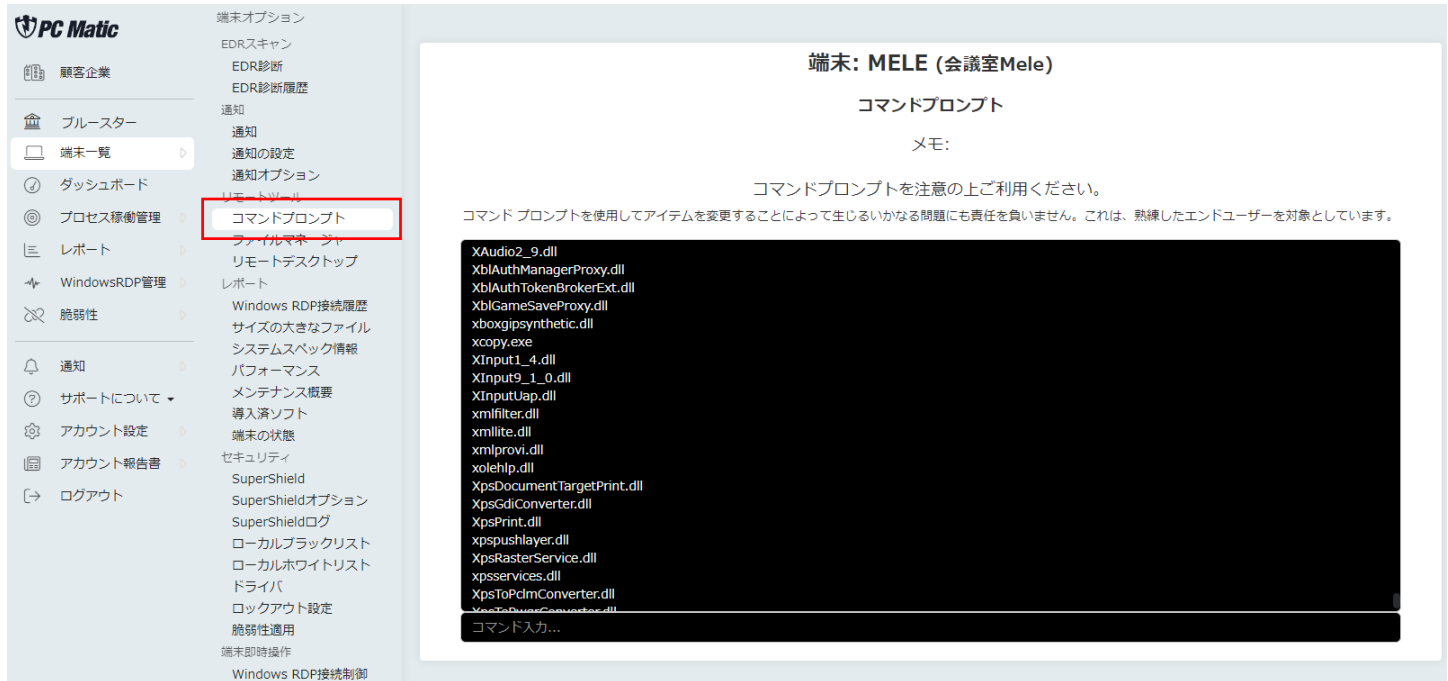 PC Matic
顧客企業
ブルースター
端末一覧
ダッシュボード
プロセス稼働管理
レポート
WindowsRDP管理
脆弱性
通知
サポートについて
アカウント設定
アカウント報告書
ログアウト
端末オプション
EDRスキャン
EDR診断
EDR診断履歴
通知
通知
通知の設定
通知オプション
リモートツール
コマンドプロンプト
ファイルマネージャ
リモートデスクトップ
レポート
Windows RDP接続履歴
サイズの大きなファイル
システムスペック情報
パフォーマンス
メンテナンス概要
導入済ソフト
端末の状態
セキュリティ
SuperShield
SuperShieldオプション
SuperShieldログ
ローカルブラックリスト
ローカルホワイトリスト
ドライバ
ロックアウト設定
脆弱性適用
端末即時操作
Windows RDP接続制御
端末: MELE (会議室Mele)
コマンドプロンプト
メモ:
コマンドプロンプトを注意の上ご利用ください。
コマンド プロンプトを使用してアイテムを変更することによって生じるいかなる問題にも責任を負いません。これは、熟練したエンドユーザーを対象としています。
XAudio2_9.dll
XblAuthManagerProxy.dll
XblAuthTokenBrokerExt.dll
XblGameSaveProxy.dll
xboxgipsynthetic.dll
xcopy.exe
XInput1_4.dll
XInput9_1_0.dll
XInputUap.dll
xmlfilter.dll
xmllite.dll
xmlprovi.dll
xolehlp.dll
XpsDocumentTargetPrint.dll
XpsGdiConverter.dll
XpsPrint.dll
xpspushlayer.dll
XpsRasterService.dll
xpsservices.dll
XpsToPclmConverter.dll
XpsToPwgrConverter.dll
コマンド入力...